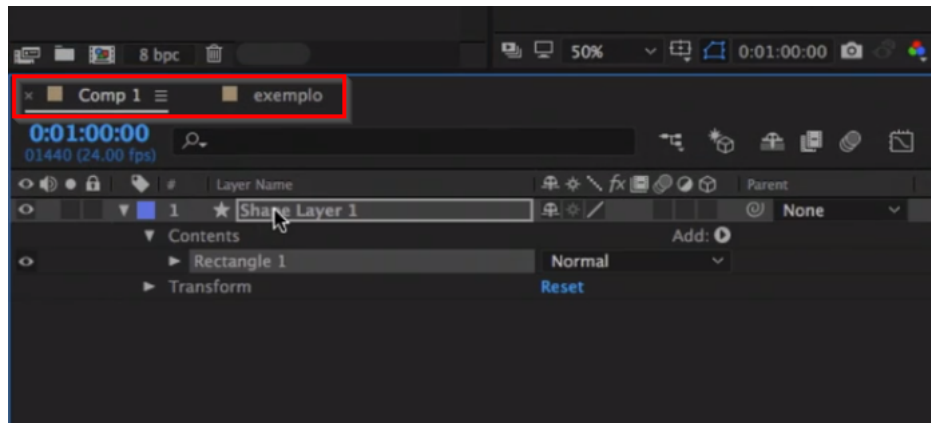 8 bpc
50%
0:01:00:00
Comp 1
exemplo
0:01:00:00
01440 (24.00 fps)
# Layer Name
fx
Parent
1 Shape Layer 1
None
Contents
Add:
Rectangle 1
Normal
Transform
Reset